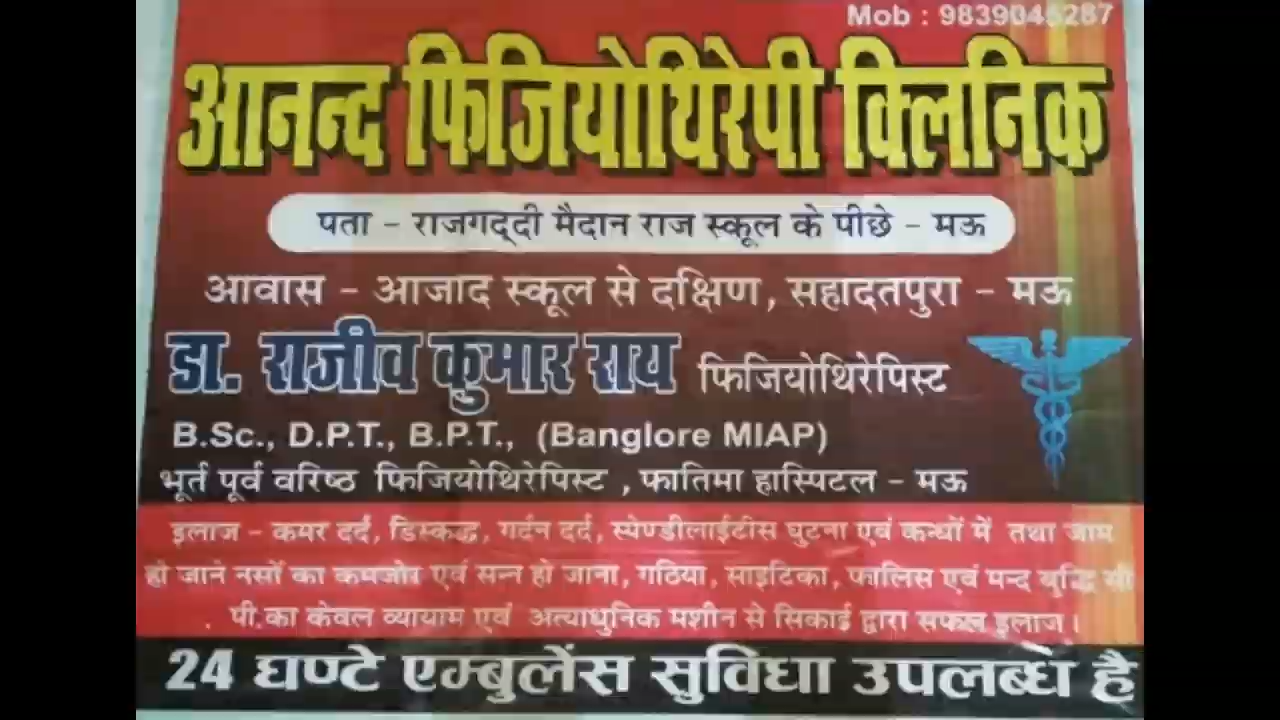 Mob : 9839045287
आनन्द फिजियोथिरेपी क्लिनिक
पता - राजगद्दी मैदान राज स्कूल के पीछे - मऊ
आवास - आजाद स्कूल से दक्षिण, सहादतपुरा - मऊ
डा. राजीव कुमार राय फिजियोथिरेपिस्ट
B.Sc., D.P.T., B.P.T., (Banglore MIAP)
भूर्त पूर्व वरिष्ठ फिजियोथिरेपिस्ट , फातिमा हास्पिटल - मऊ
इलाज - कमर दर्द, डिस्कद्ध, गर्दन दर्द, स्पेण्डीलाईटीस घुटना एवं कन्धों में तथा जाम
हो जाने नसों का कमजोर एवं सन्न हो जाना, गठिया, साइटिका, फालिस एवं मन्द बुद्धि सी
पी.का केवल व्यायाम एवं अत्याधुनिक मशीन से सिकाई द्वारा सफल इलाज।
24 घण्टे एम्बुलेंस सुविधा उपलब्ध है